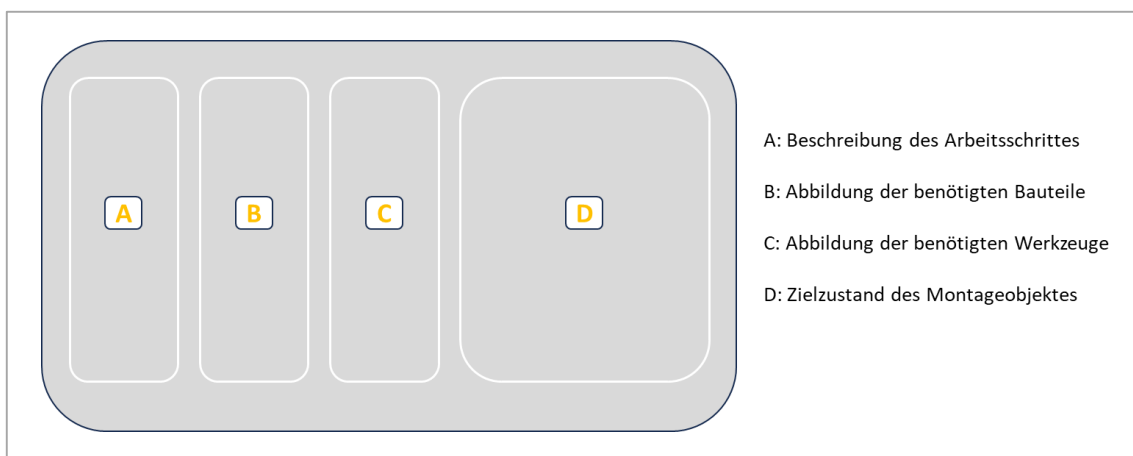 A
B
C
D
A: Beschreibung des Arbeitsschrittes
B: Abbildung der benötigten Bauteile
C: Abbildung der benötigten Werkzeuge
D: Zielzustand des Montageobjektes